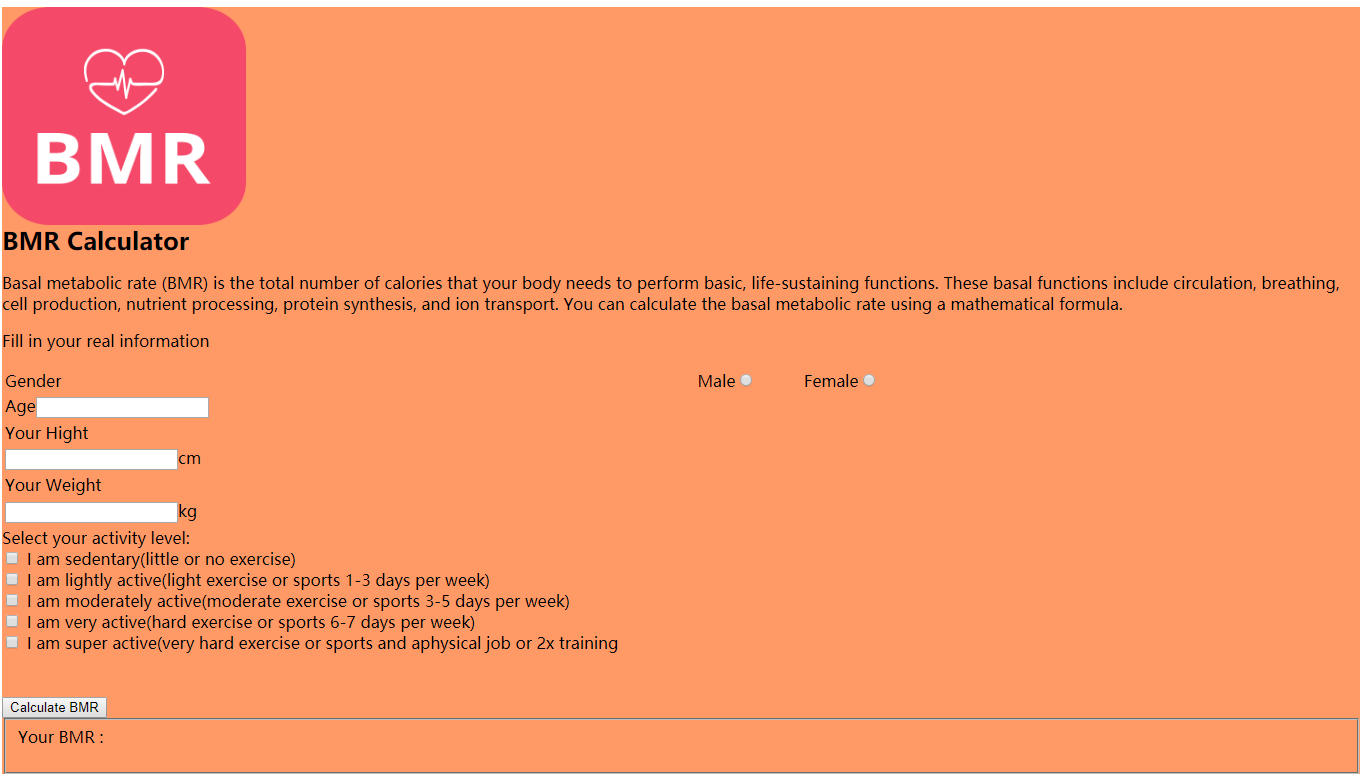 BMR
BMR Calculator
Basal metabolic rate (BMR) is the total number of calories that your body needs to perform basic, life-sustaining functions. These basal functions include circulation, breathing,
cell production, nutrient processing, protein synthesis, and ion transport. You can calculate the basal metabolic rate using a mathematical formula.
Fill in your real information
Gender Male Female
Age
Your Hight
cm
Your Weight
kg
Select your activity level:
I am sedentary(little or no exercise)
I am lightly active(light exercise or sports 1-3 days per week)
I am moderately active(moderate exercise or sports 3-5 days per week)
I am very active(hard exercise or sports 6-7 days per week)
I am super active(very hard exercise or sports and aphysical job or 2x training
Calculate BMR
Your BMR :